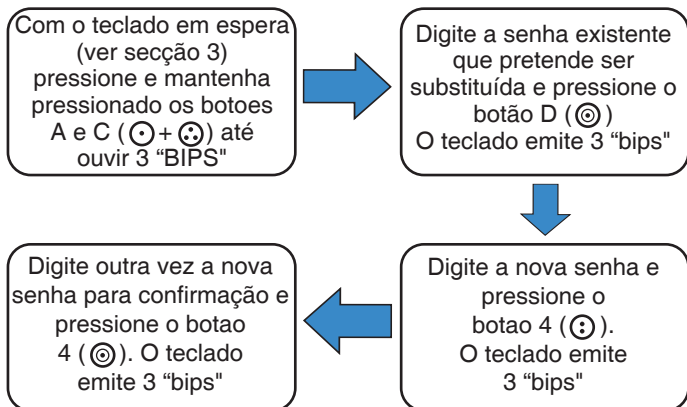 Com o teclado em espera
(ver secção 3)
pressione e mantenha
pressionado os botoes
A e C (⊙+ஃ) até
ouvir 3 “BIPS"
Digite a senha existente
que pretende ser
substituída e pressione o
botão D (◎)
O teclado emite 3 “bips"
Digite a nova senha e
pressione o
botao 4 (:).
O teclado emite
3 “bips"
Digite outra vez a nova
senha para confirmação e
pressione o botao
4 (◎). O teclado
emite 3 “bips"